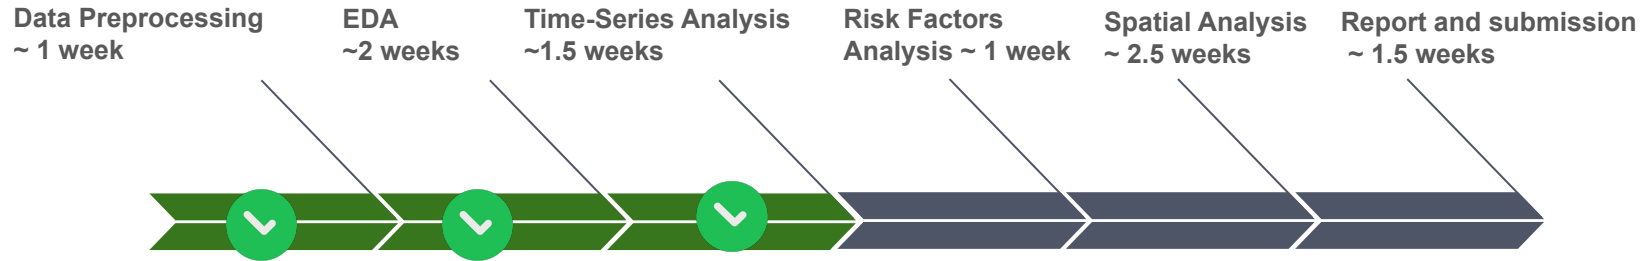 Data Preprocessing
~ 1 week
EDA
~2 weeks
Time-Series Analysis
~1.5 weeks
Risk Factors
Analysis ~ 1 week
Spatial Analysis
~ 2.5 weeks
Report and submission
~ 1.5 weeks